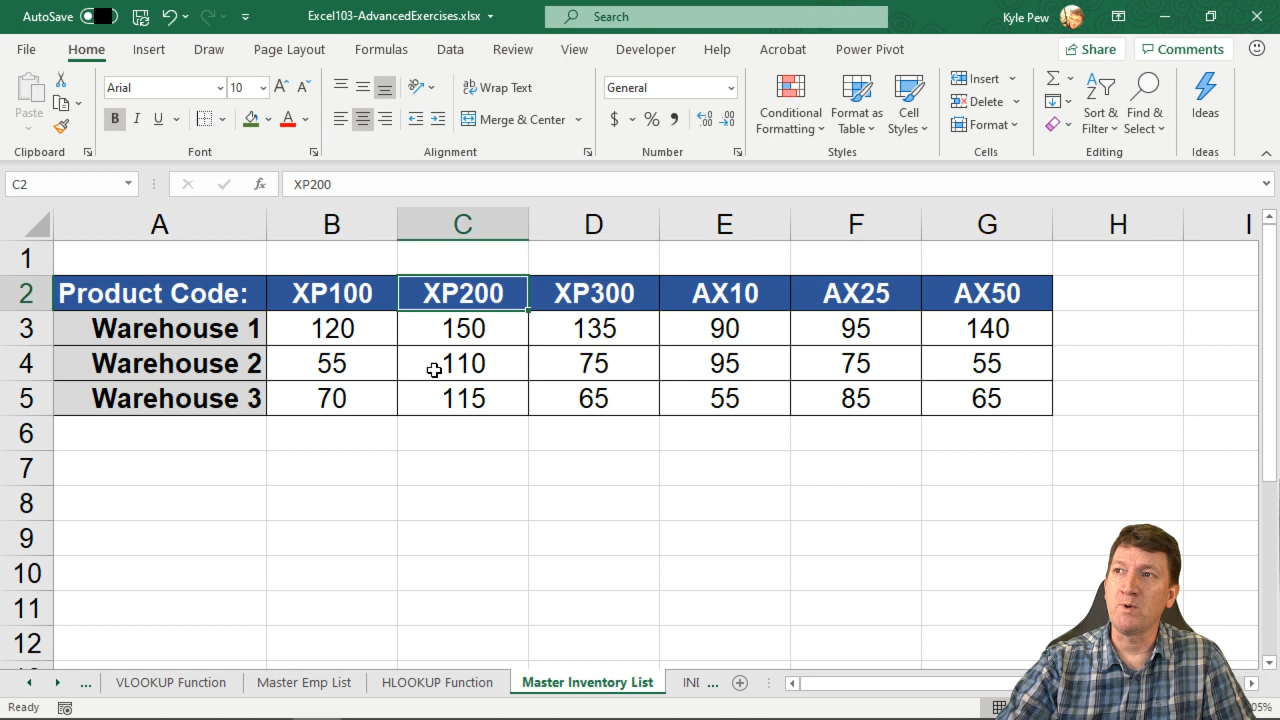 AutoSave
Excel103-AdvancedExercises.xlsx
Search
Kyle Pew
File Home Insert Draw Page Layout Formulas Data Review View Developer Help Acrobat Power Pivot Share Comments
Paste
Clipboard
Arial 10
B I U A
Font
Wrap Text
Merge & Center
Alignment
General
$ % ,
Number
Conditional Formatting
Format as Table
Cell Styles
Styles
Insert
Delete
Format
Cells
Sort & Filter
Find & Select
Editing
Ideas
Ideas
C2 fx XP200
A B C D E F G H I
1
2 Product Code: XP100 XP200 XP300 AX10 AX25 AX50
3 Warehouse 1 120 150 135 90 95 140
4 Warehouse 2 55 110 75 95 75 55
5 Warehouse 3 70 115 65 55 85 65
6
7
8
9
10
11
12
... VLOOKUP Function Master Emp List HLOOKUP Function Master Inventory List INI ...
Ready